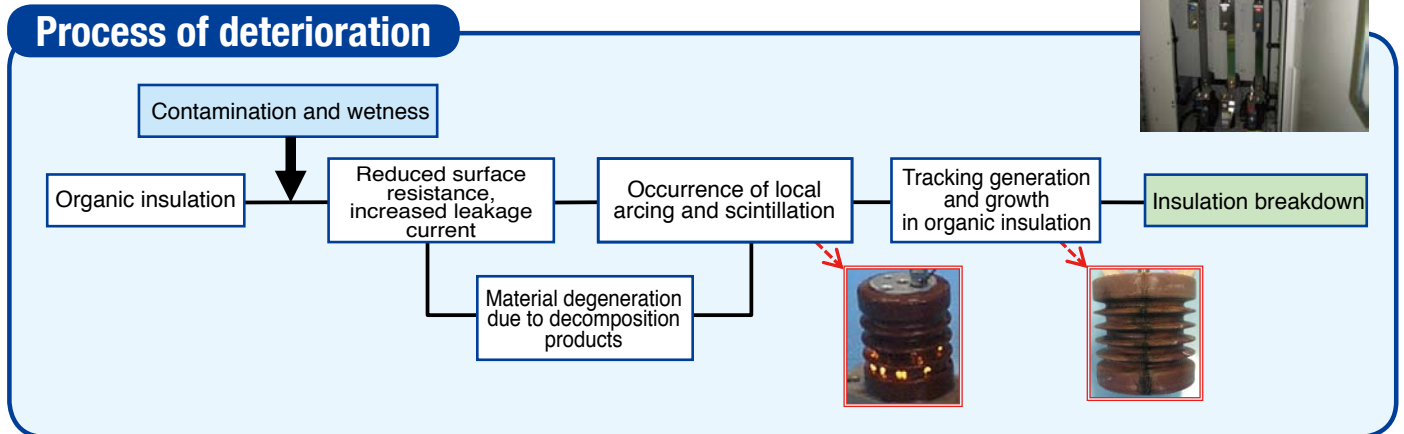 Process of deterioration
Contamination and wetness
Organic insulation
Reduced surface
resistance,
increased leakage
current
Occurrence of local
arcing and scintillation
Tracking generation
and growth
in organic insulation
Insulation breakdown
Material degeneration
due to decomposition
products